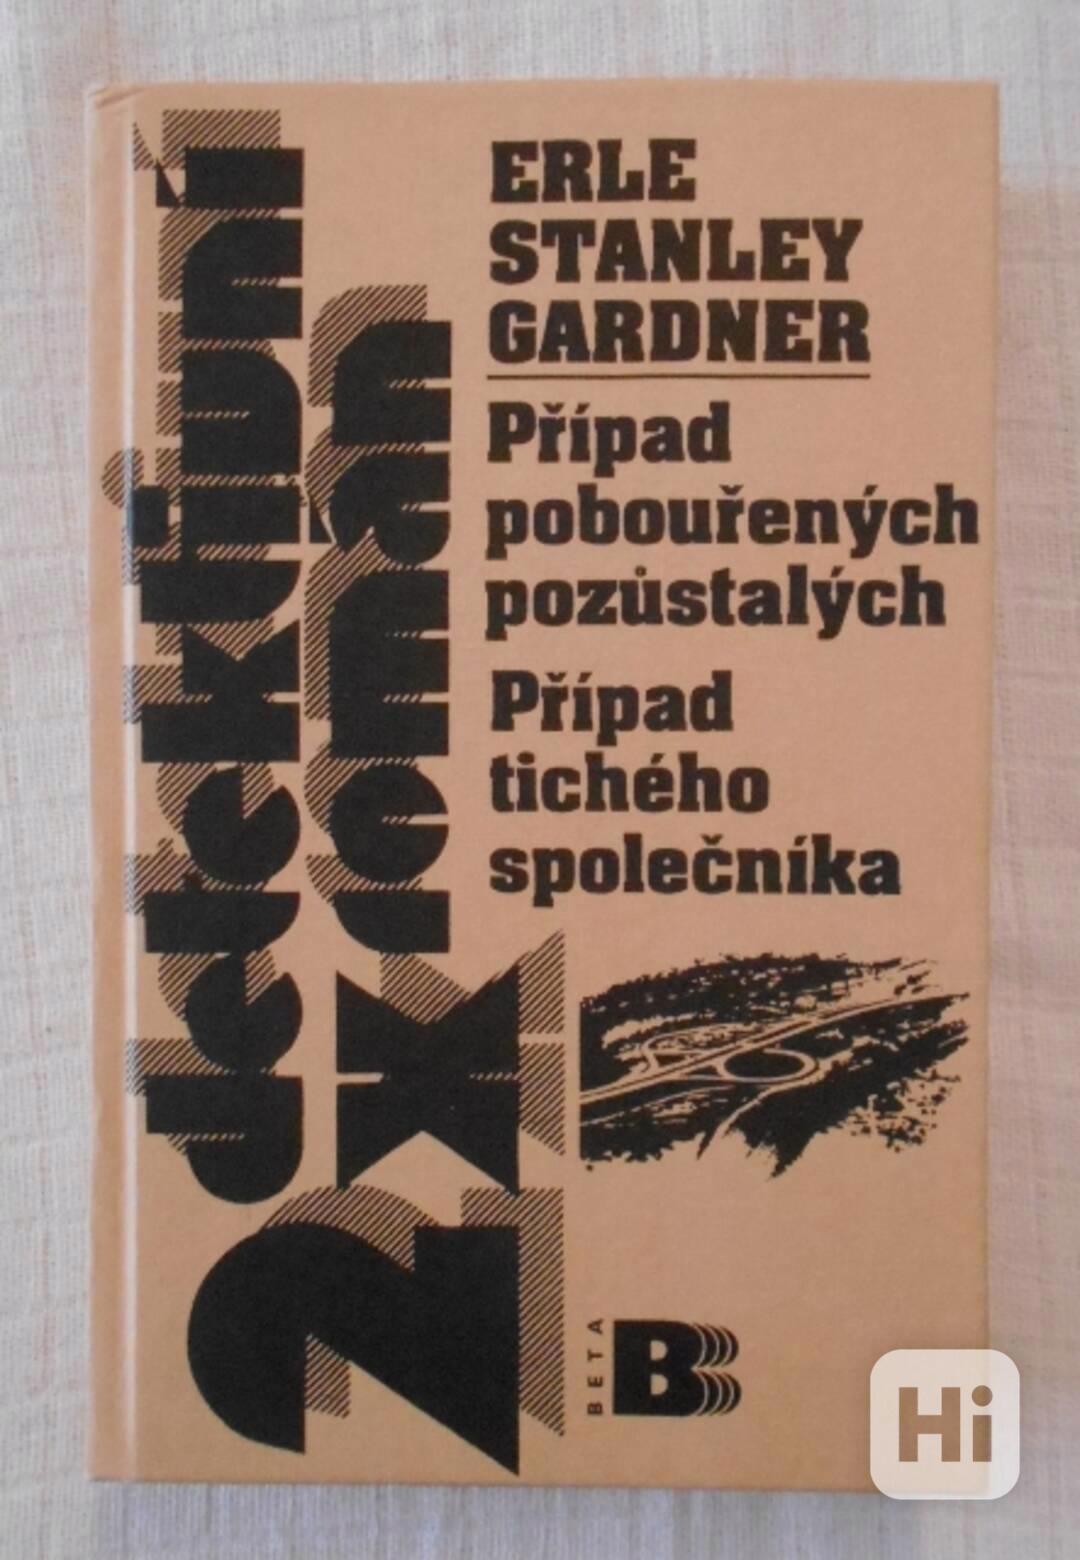 2x detektivní román
ERLE
STANLEY
GARDNER
Případ
pobouřených
pozůstalých
Případ
tichého
společníka
BETA
B
Hi